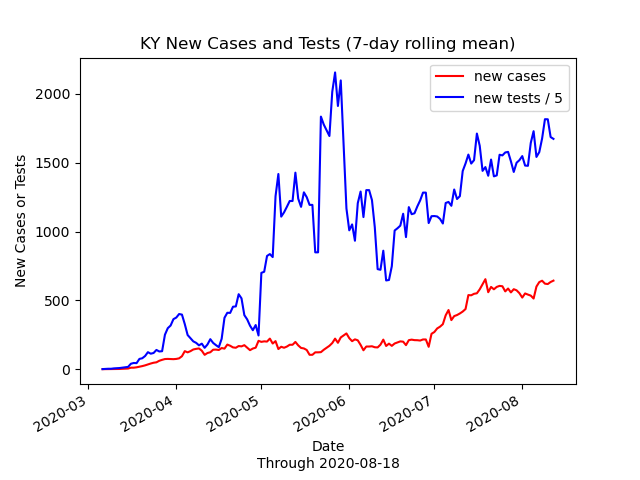 KY New Cases and Tests (7-day rolling mean)
new cases
new tests / 5
New Cases or Tests
2000
1500
1000
500
0
2020-03
2020-04
2020-05
2020-06
2020-07
2020-08
Date
Through 2020-08-18